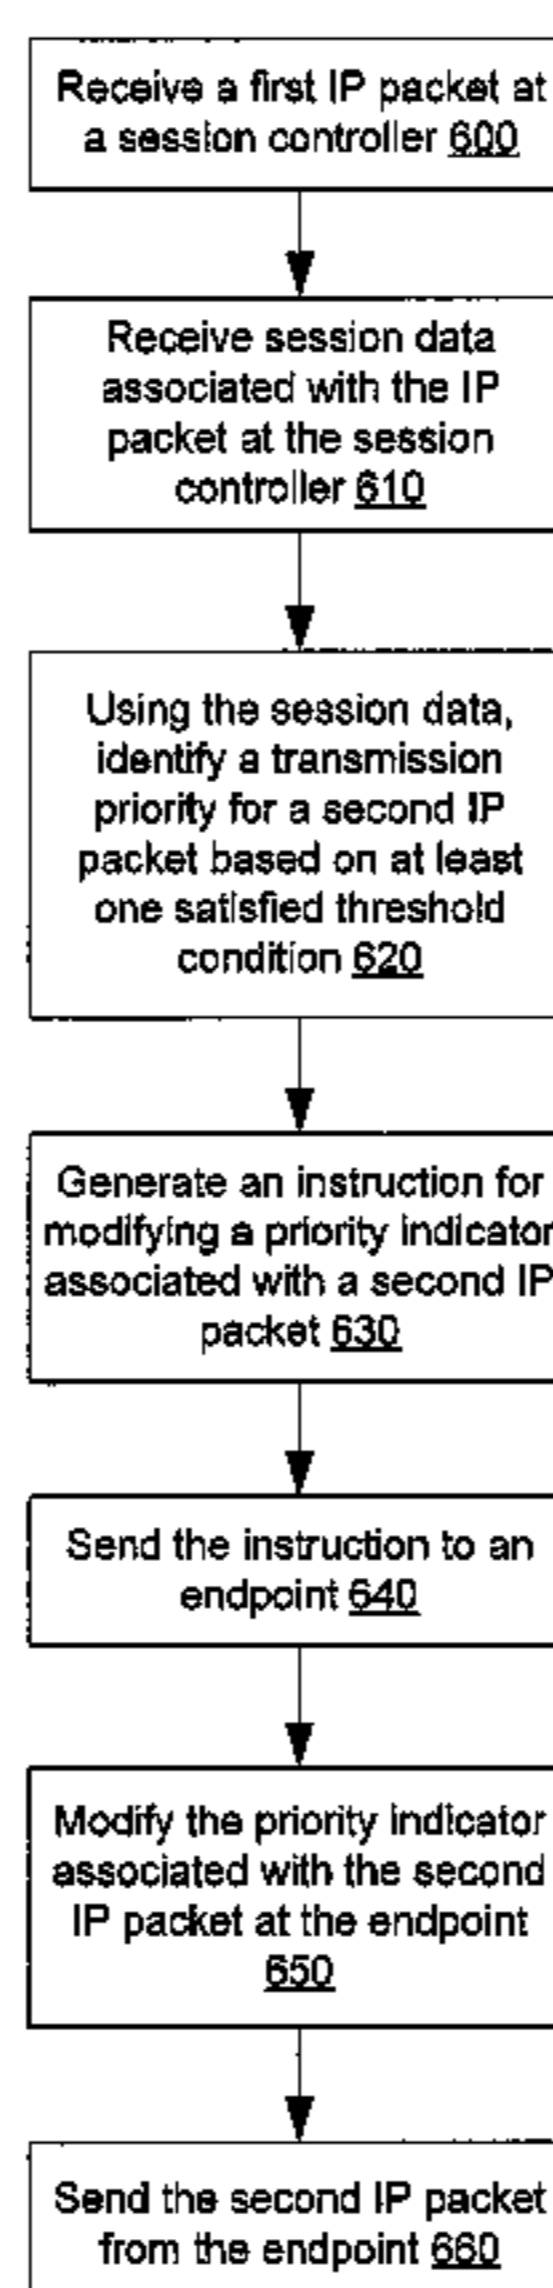 Receive a first IP packet at
a session controller 600
Receive session data
associated with the IP
packet at the session
controller 610
Using the session data,
identify a transmission
priority for a second IP
packet based on at least
one satisfied threshold
condition 620
Generate an instruction for
modifying a priority indicator
associated with a second IP
packet 630
Send the instruction to an
endpoint 640
Modify the priority indicator
associated with the second
IP packet at the endpoint
650
Send the second IP packet
from the endpoint 660